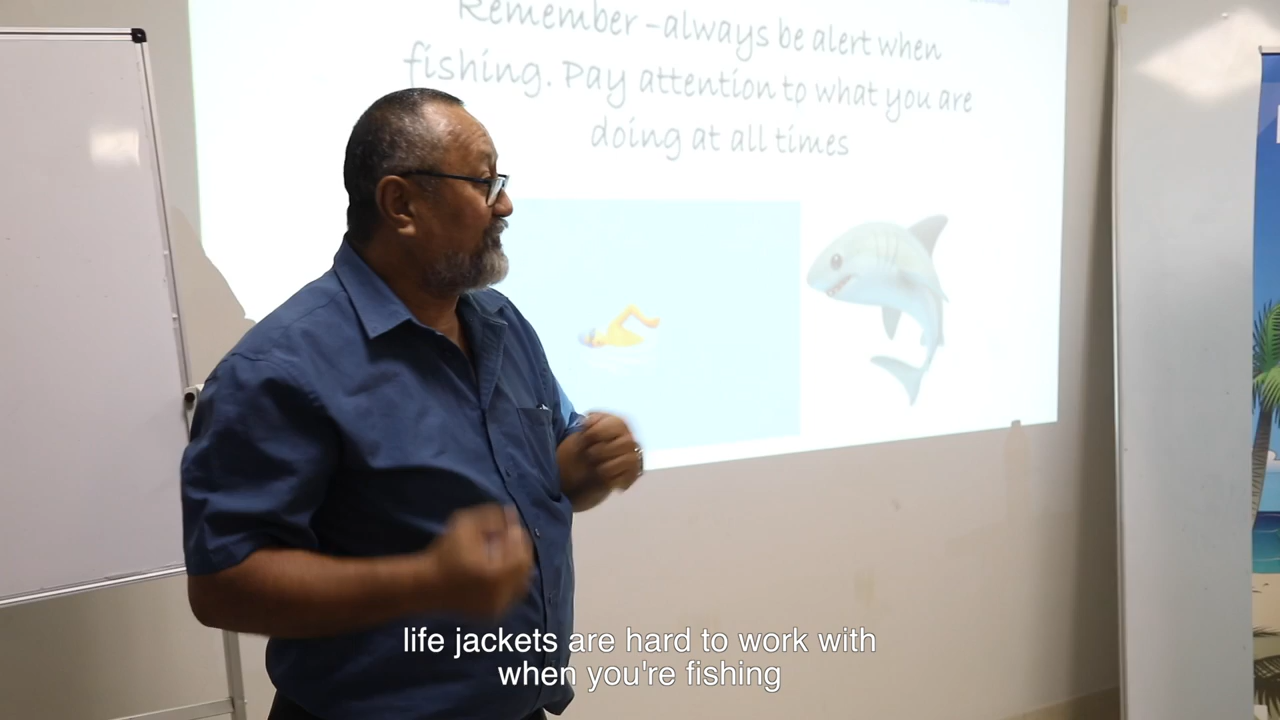 Remember - always be alert when
fishing. Pay attention to what you are
doing at all times
life jackets are hard to work with
when you're fishing